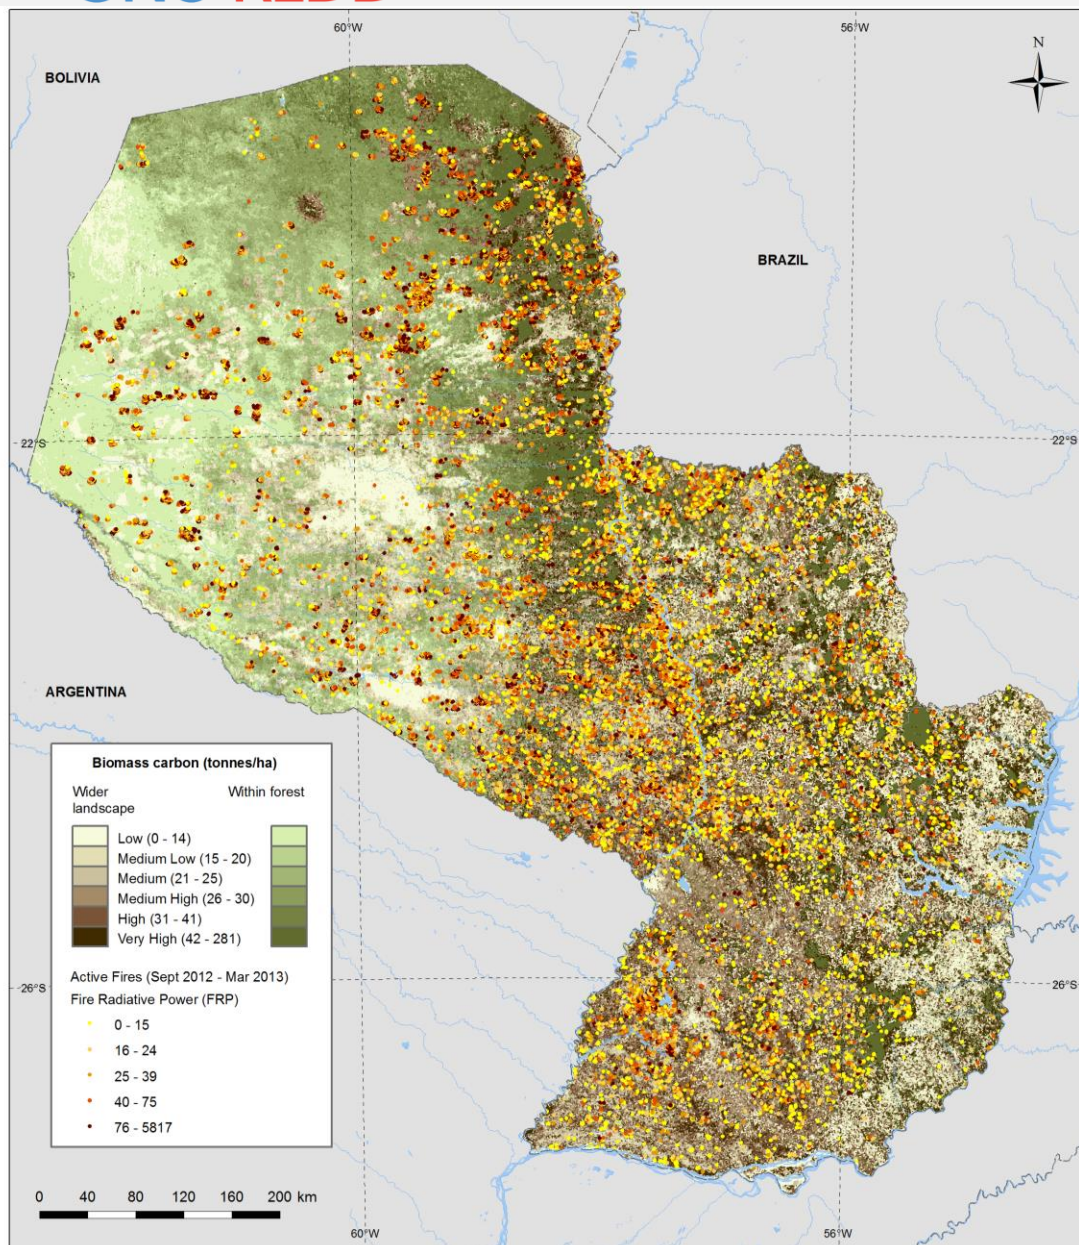 60°W
56°W
N
BOLIVIA
BRAZIL
22°S
22°S
ARGENTINA
Biomass carbon (tonnes/ha)
Wider landscape
Within forest
Low (0 - 14)
Medium Low (15 - 20)
Medium (21 - 25)
Medium High (26 - 30)
High (31 - 41)
Very High (42 - 281)
Active Fires (Sept 2012 - Mar 2013)
Fire Radiative Power (FRP)
0 - 15
16 - 24
25 - 39
40 - 75
76 - 5817
26°S
26°S
0 40 80 120 160 200 km
60°W
56°W